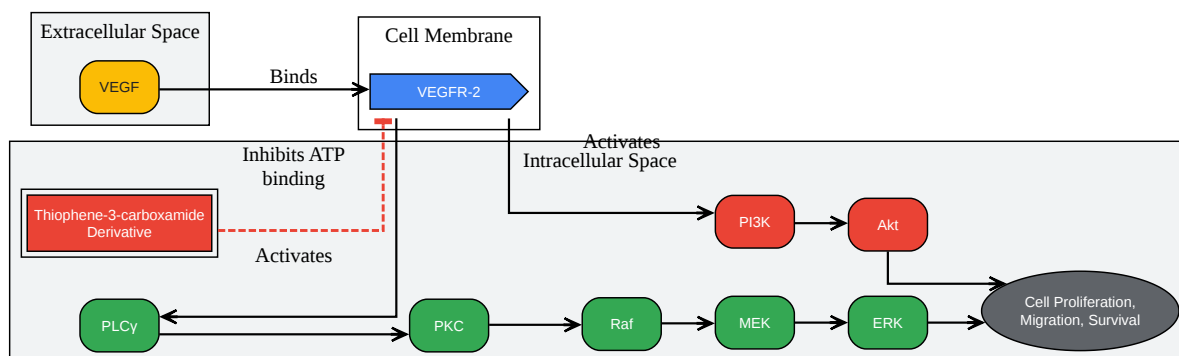 Extracellular Space
Cell Membrane
VEGF
Binds
VEGFR-2
Activates
Intracellular Space
Inhibits ATP
binding
Thiophene-3-carboxamide
Derivative
Activates
PI3K
Akt
PLCγ
PKC
Raf
MEK
ERK
Cell Proliferation,
Migration, Survival